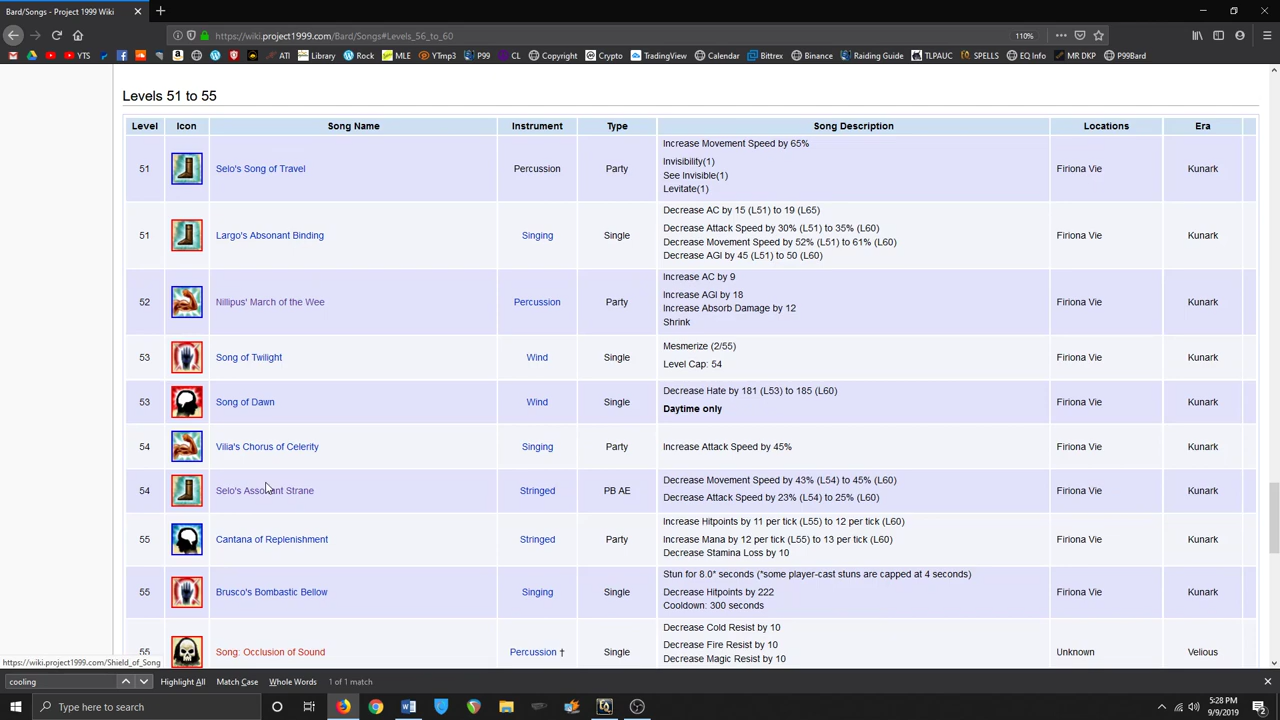 Bard/Songs - Project 1999 Wiki
https://wiki.project1999.com/Bard/Songs#Levels_56_to_60
110%
YTS
ATI
Library
Rock
MLE
YTmp3
P99
CL
Copyright
Crypto
TradingView
Calendar
Bittrex
Binance
Raiding Guide
TLPAUC
SPELLS
EQ Info
MR DKP
P99Bard
Levels 51 to 55
Level Icon Song Name Instrument Type Song Description Locations Era
51 Selo's Song of Travel Percussion Party Increase Movement Speed by 65%
Invisibility(1)
See Invisible(1)
Levitate(1)
Firiona Vie Kunark
51 Largo's Absonant Binding Singing Single Decrease AC by 15 (L51) to 19 (L65)
Decrease Attack Speed by 30% (L51) to 35% (L60)
Decrease Movement Speed by 52% (L51) to 61% (L60)
Decrease AGI by 45 (L51) to 50 (L60)
Firiona Vie Kunark
52 Nillipus' March of the Wee Percussion Party Increase AC by 9
Increase AGI by 18
Increase Absorb Damage by 12
Shrink
Firiona Vie Kunark
53 Song of Twilight Wind Single Mesmerize (2/55)
Level Cap: 54
Firiona Vie Kunark
53 Song of Dawn Wind Single Decrease Hate by 181 (L53) to 185 (L60)
Daytime only
Firiona Vie Kunark
54 Vilia's Chorus of Celerity Singing Party Increase Attack Speed by 45% Firiona Vie Kunark
54 Selo's Assonant Strane Stringed PB AE Decrease Movement Speed by 43% (L54) to 45% (L60)
Decrease Attack Speed by 23% (L54) to 25% (L60)
Firiona Vie Kunark
55 Cantana of Replenishment Stringed Party Increase Hitpoints by 11 per tick (L55) to 12 per tick (L60)
Increase Mana by 12 per tick (L55) to 13 per tick (L60)
Decrease Stamina Loss by 10
Firiona Vie Kunark
55 Brusco's Bombastic Bellow Singing Single Stun for 8.0* seconds (*some player-cast stuns are capped at 4 seconds)
Decrease Hitpoints by 222
Cooldown: 300 seconds
Firiona Vie Kunark
55 Song: Occlusion of Sound Percussion † Single Decrease Cold Resist by 10
Decrease Fire Resist by 10
Decrease Magic Resist by 10
Unknown Velious
https://wiki.project1999.com/Shield_of_Song
cooling Highlight All Match Case Whole Words 1 of 1 match
Type here to search
5:28 PM
9/9/2019